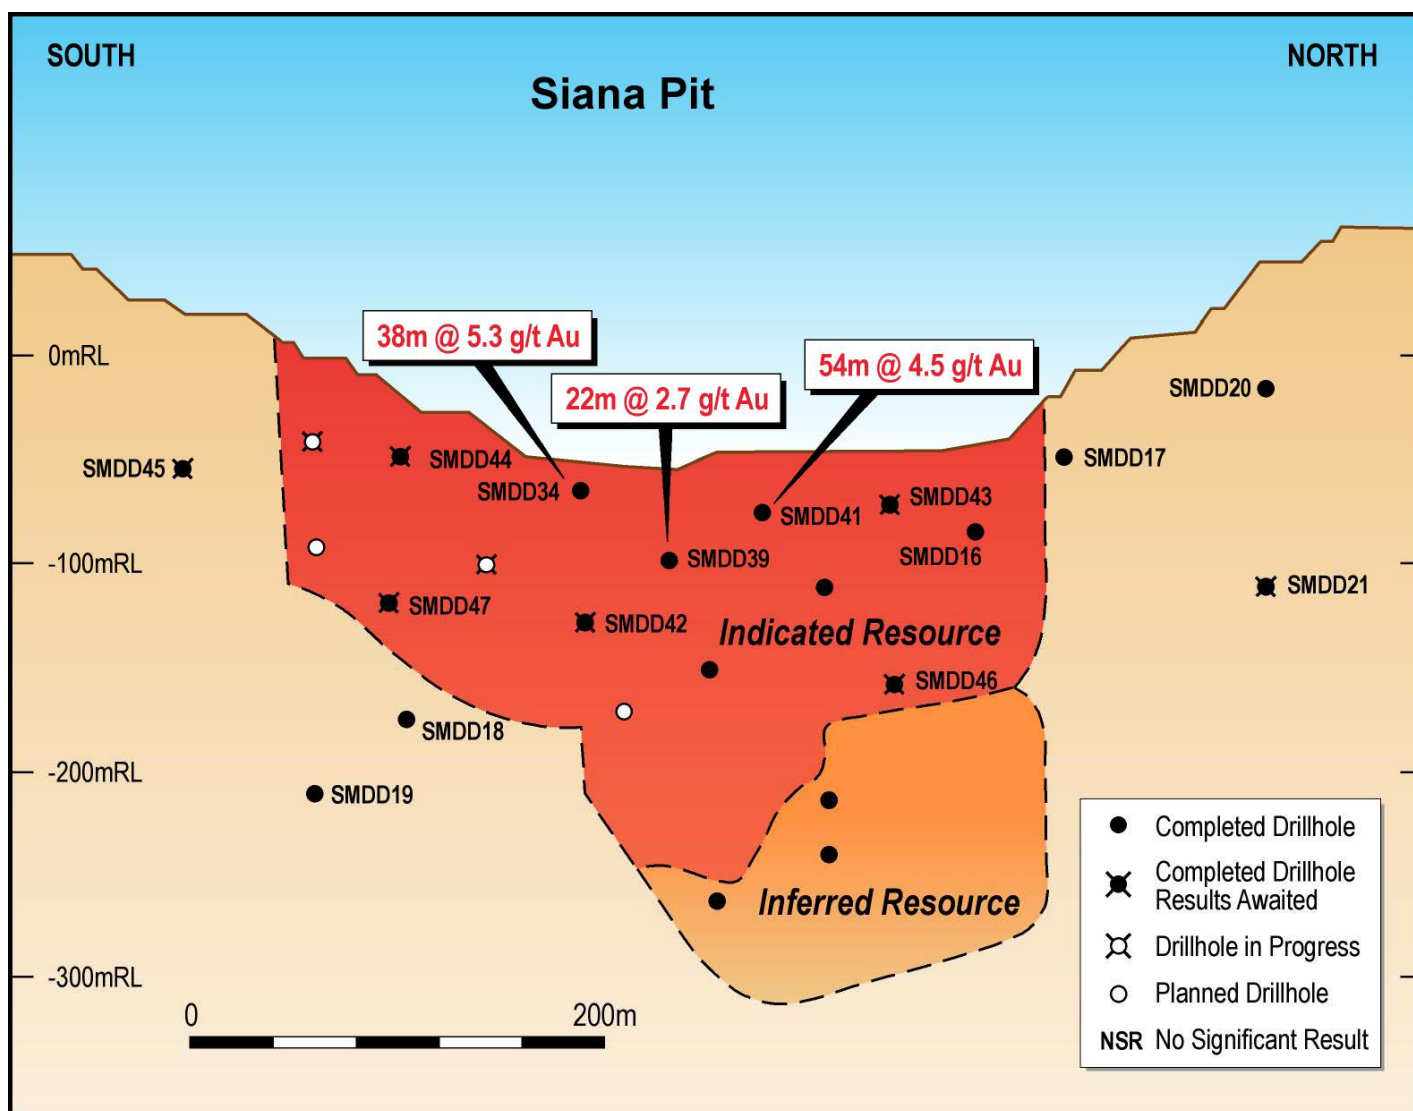 SOUTH
NORTH
Siana Pit
38m @ 5.3 g/t Au
54m @ 4.5 g/t Au
22m @ 2.7 g/t Au
0mRL
SMDD20
SMDD45
SMDD44
SMDD17
SMDD34
SMDD43
SMDD41
SMDD16
SMDD39
-100mRL
SMDD21
SMDD47
SMDD42
Indicated Resource
SMDD46
SMDD18
-200mRL
SMDD19
Inferred Resource
-300mRL
0
200m
Completed Drillhole
Completed Drillhole
Results Awaited
Drillhole in Progress
Planned Drillhole
NSR No Significant Result